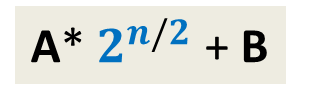 A* 2^{n/2} + B